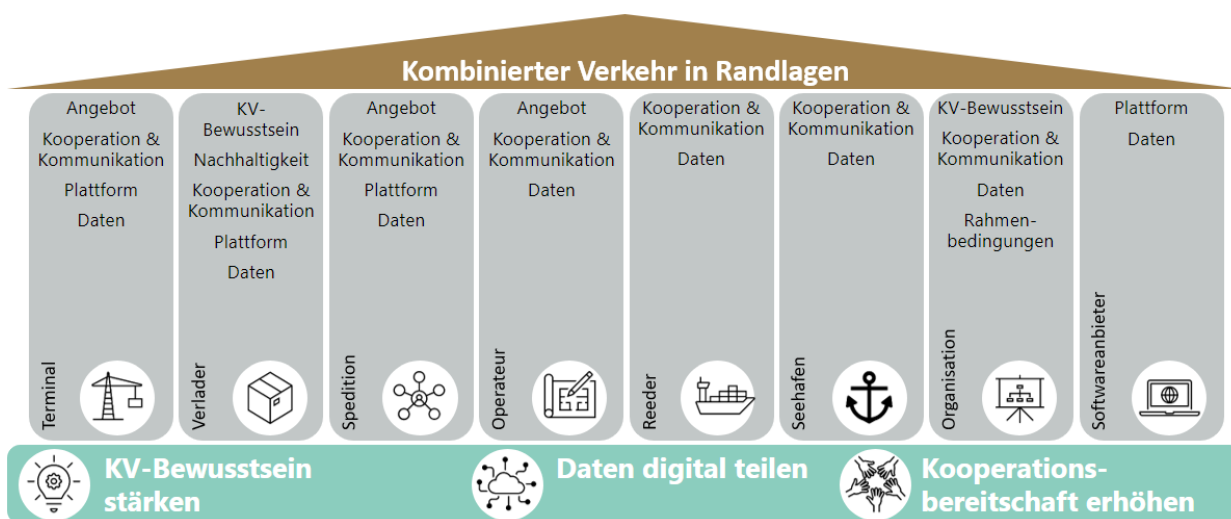 Kombinierter Verkehr in Randlagen
Angebot
Kooperation &
Kommunikation
Plattform
Daten
Terminal
KV-
Bewusstsein
Nachhaltigkeit
Kooperation &
Kommunikation
Plattform
Daten
Verlader
Angebot
Kooperation &
Kommunikation
Plattform
Daten
Spedition
Angebot
Kooperation &
Kommunikation
Daten
Operateur
Kooperation &
Kommunikation
Daten
Reeder
Kooperation &
Kommunikation
Daten
Seehafen
KV-Bewusstsein
Kooperation &
Kommunikation
Daten
Rahmen-
bedingungen
Organisation
Plattform
Daten
Softwareanbieter
KV-Bewusstsein
stärken
Daten digital teilen
Kooperations-
bereitschaft erhöhen